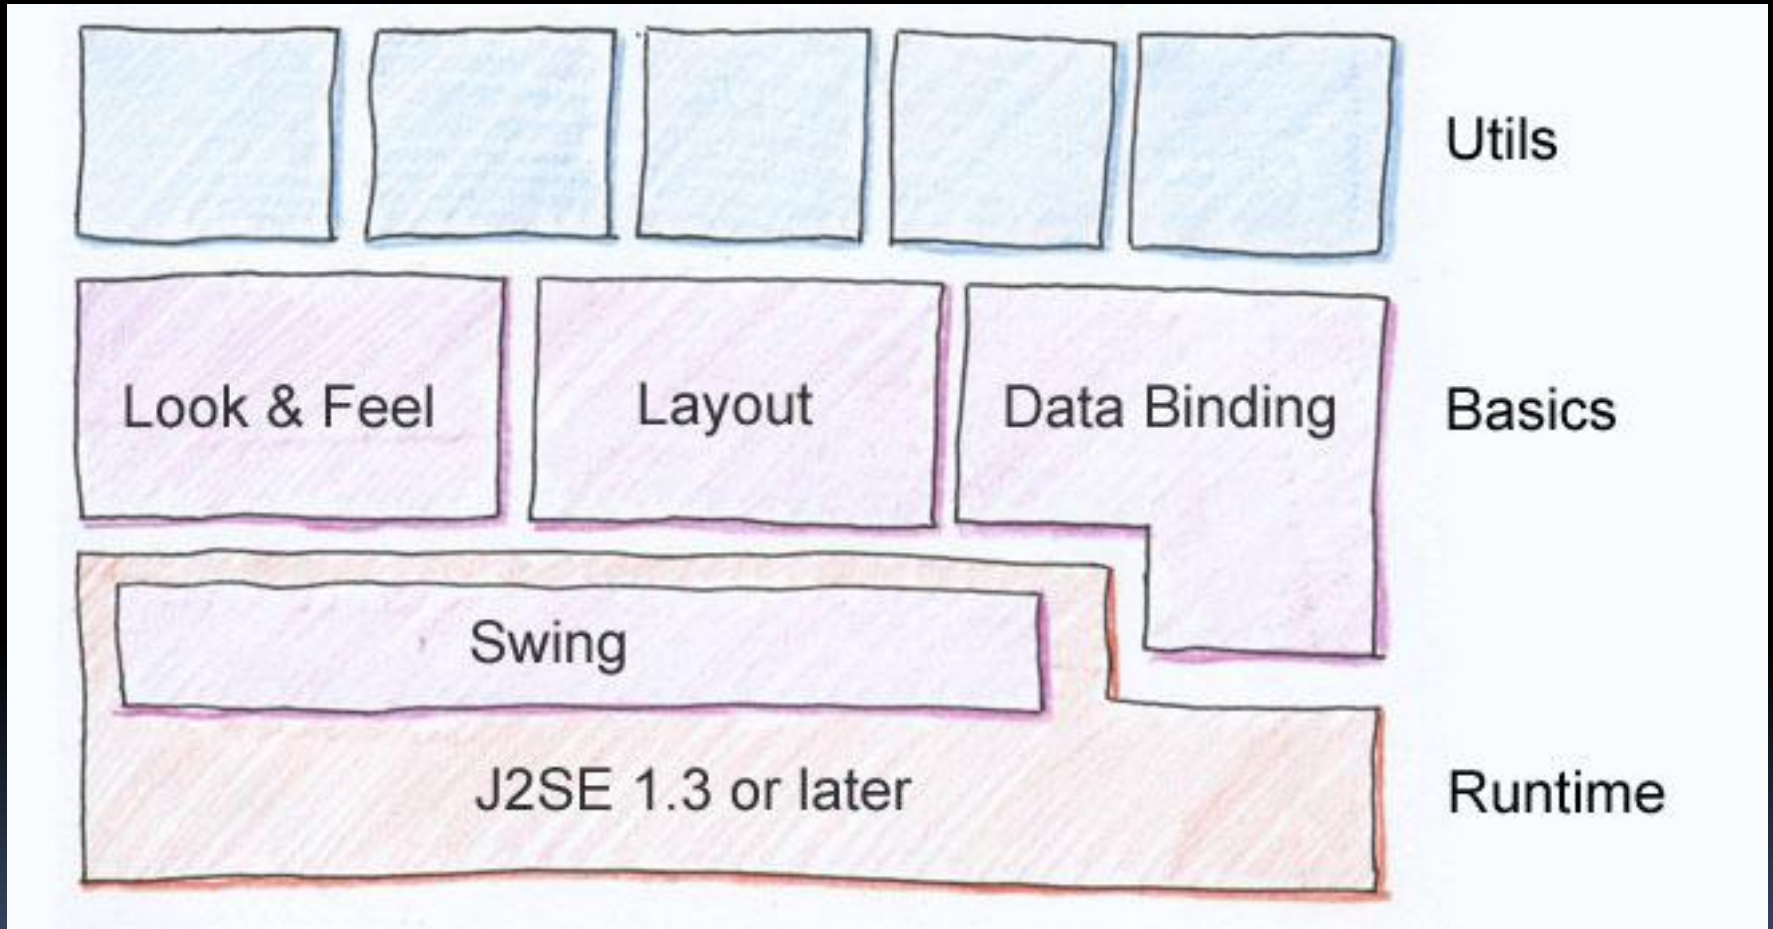 Utils
Look & Feel
Layout
Data Binding
Basics
Swing
J2SE 1.3 or later
Runtime